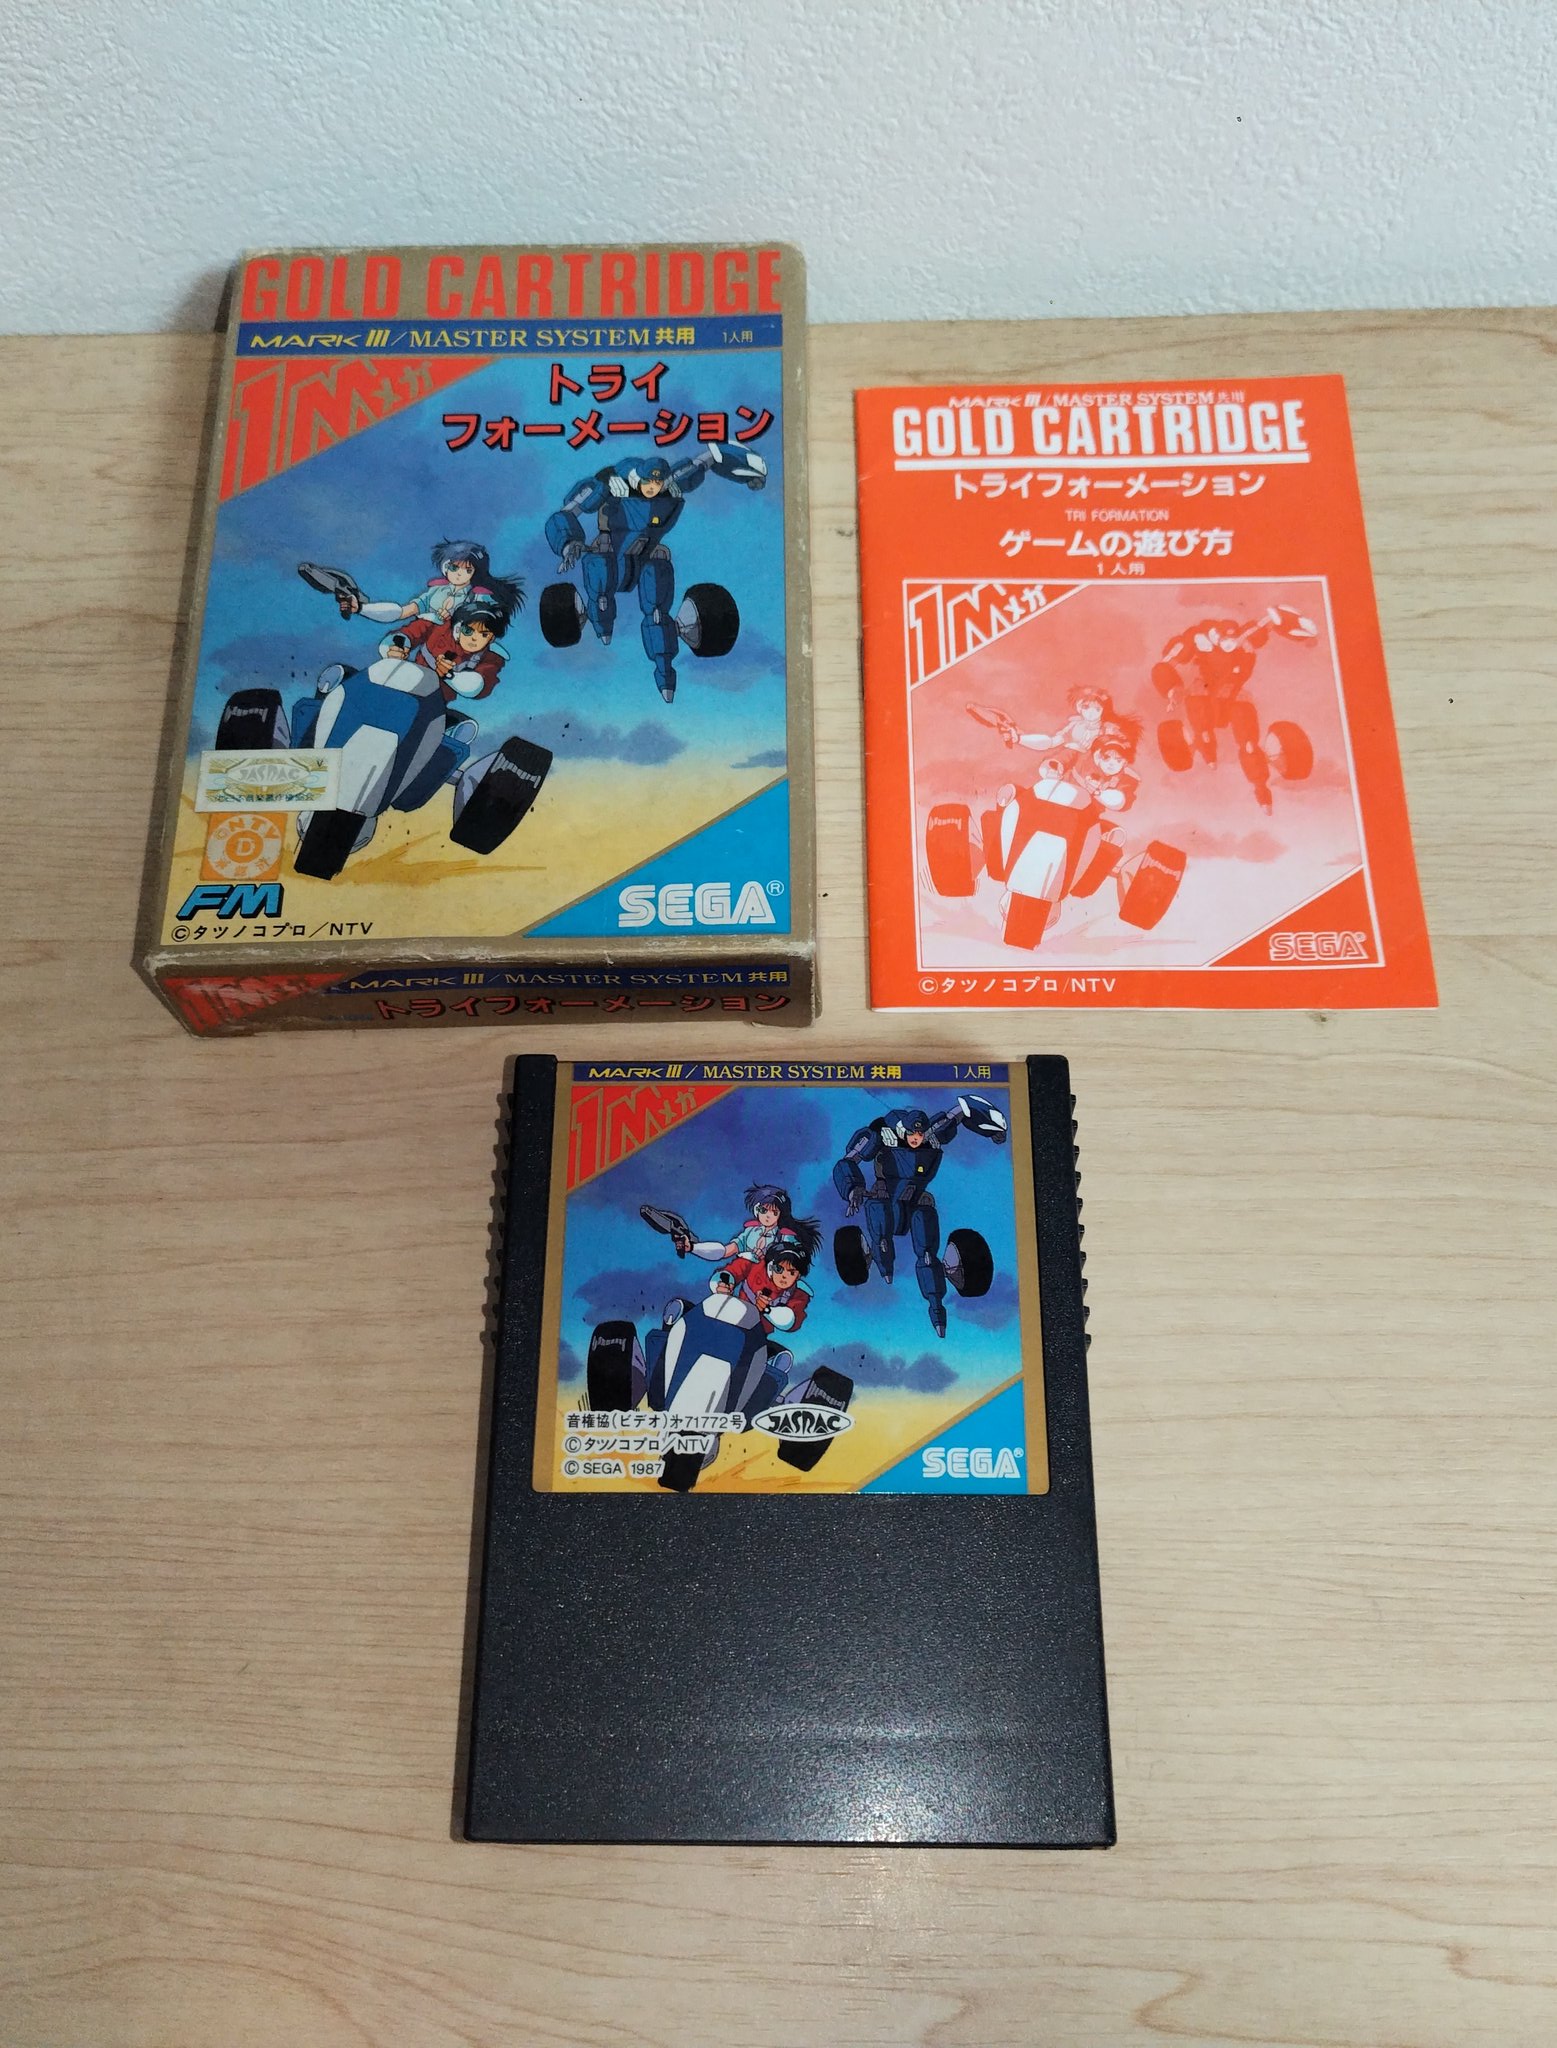 GOLD CARTRIDGE
MARK III/MASTER SYSTEM 共用 1人用
1Mメガ
トライ
フォーメーション
JASRAC
NTV
D
FM
SEGA®
©タツノコプロ/NTV
1M
MARK III/MASTER SYSTEM 共用
トライフォーメーション
MARK III/MASTER SYSTEM 共用
GOLD CARTRIDGE
トライフォーメーション
TRI FORMATION
ゲームの遊び方
1人用
1Mメガ
SEGA®
©タツノコプロ/NTV
MARK III/MASTER SYSTEM 共用 1人用
1Mメガ
音権協(ビデオ)㐧71772号 JASRAC
©タツノコプロ/NTV
©SEGA 1987
SEGA®